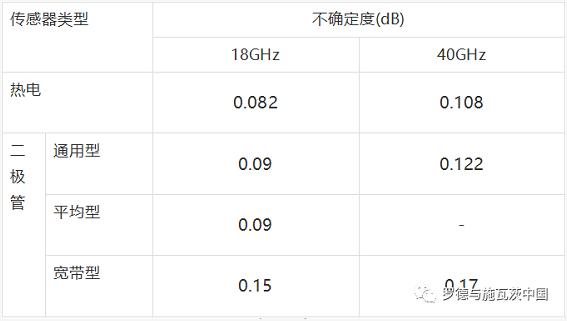 传感器类型 不确定度(dB)
18GHz 40GHz
热电 0.082 0.108
二极管 通用型 0.09 0.122
平均型 0.09 -
宽带型 0.15 0.17
罗德与施瓦茨中国